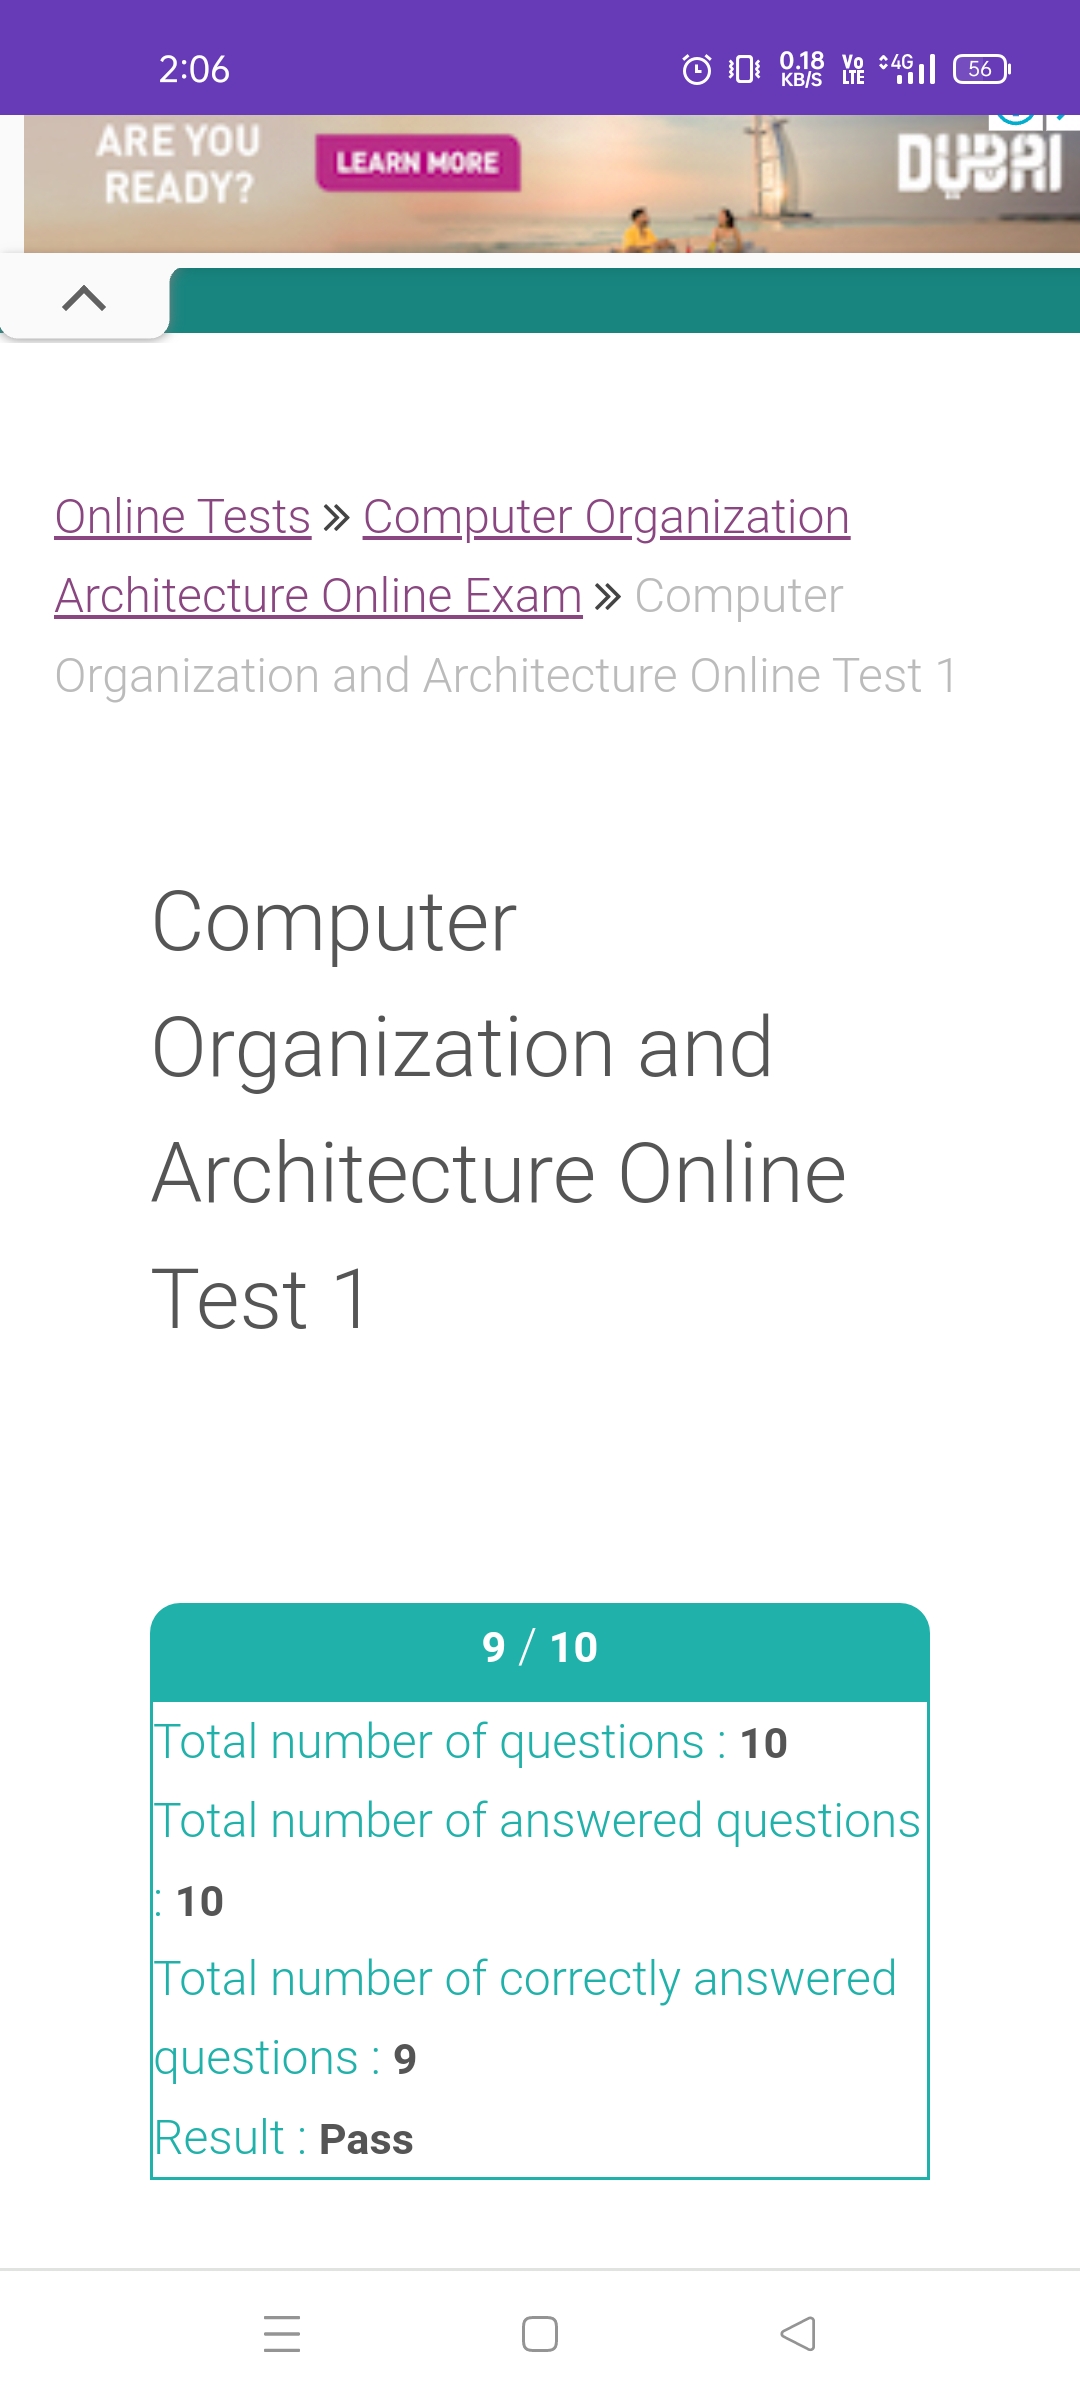 2:06
0.18
KB/S
Vo
LTE
4G
56
ARE YOU
READY?
LEARN MORE
DUBAI
Online Tests » Computer Organization
Architecture Online Exam » Computer
Organization and Architecture Online Test 1
Computer
Organization and
Architecture Online
Test 1
9 / 10
Total number of questions : 10
Total number of answered questions
: 10
Total number of correctly answered
questions : 9
Result : Pass